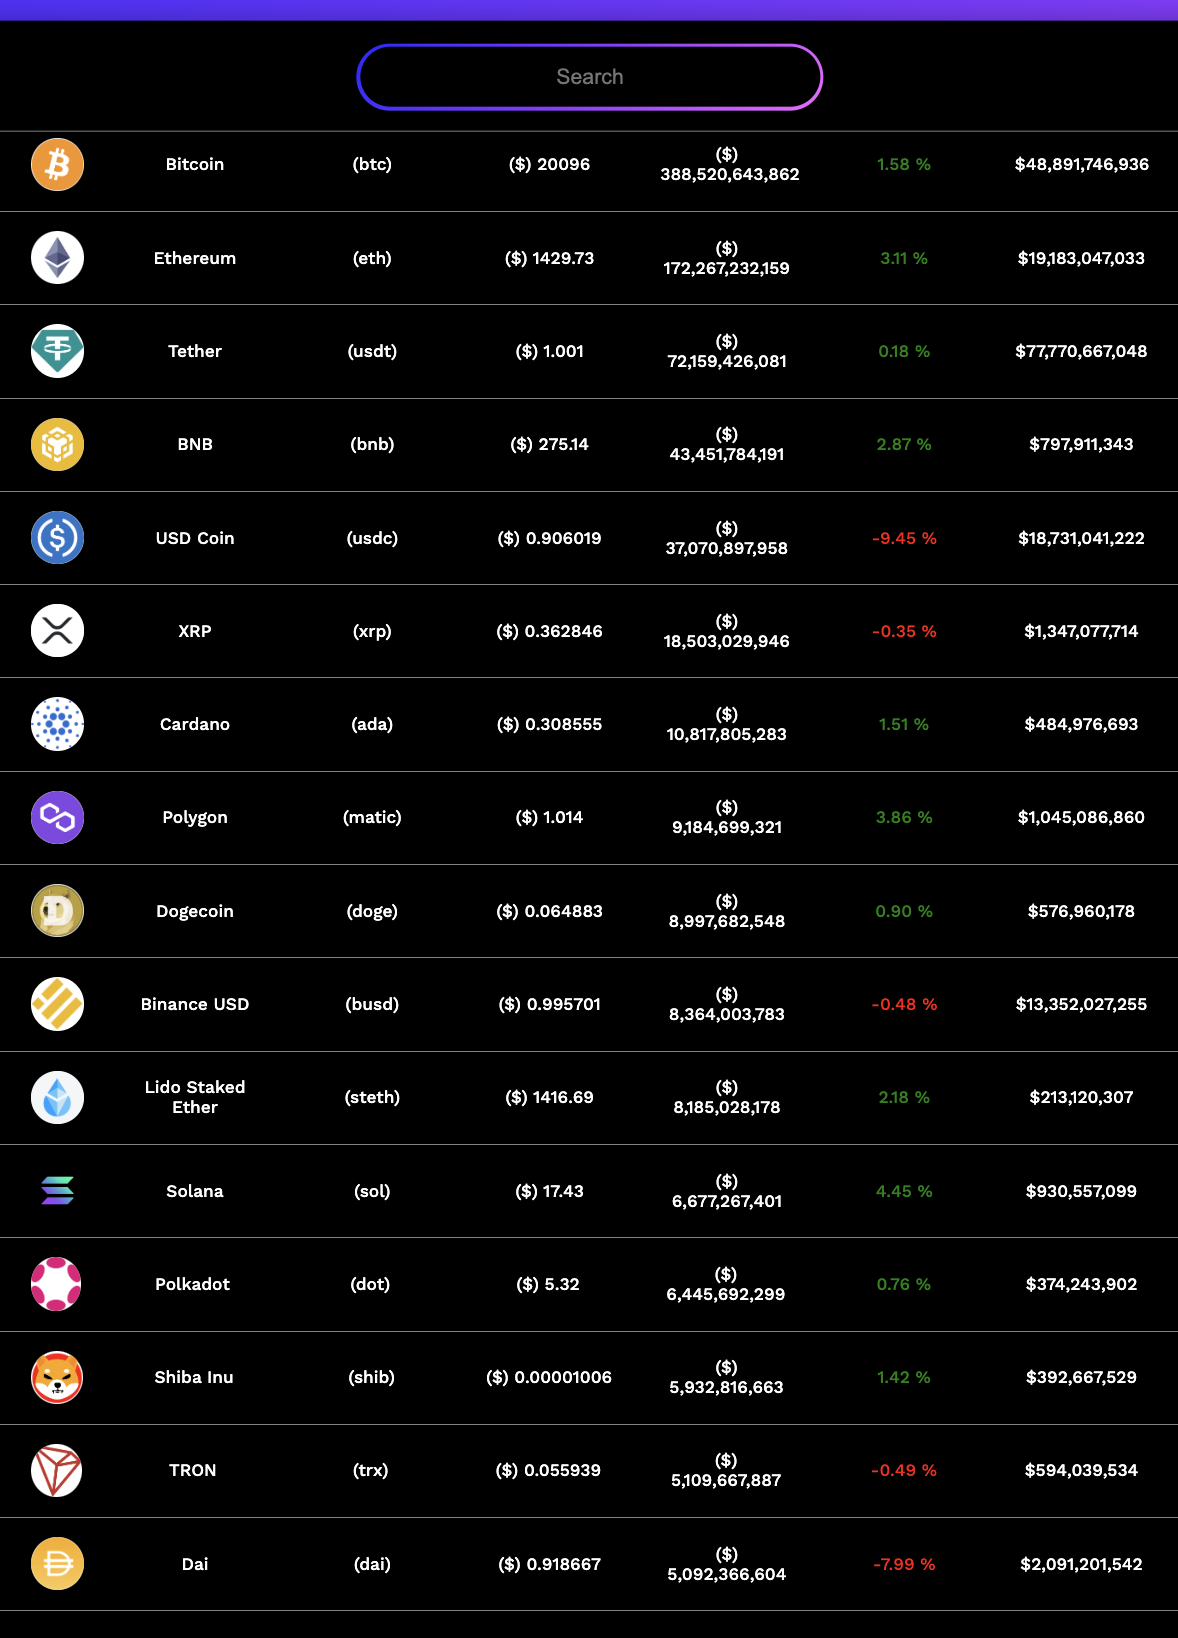 Search
Bitcoin (btc) ($) 20096 ($) 388,520,643,862 1.58 % $48,891,746,936
Ethereum (eth) ($) 1429.73 ($) 172,267,232,159 3.11 % $19,183,047,033
Tether (usdt) ($) 1.001 ($) 72,159,426,081 0.18 % $77,770,667,048
BNB (bnb) ($) 275.14 ($) 43,451,784,191 2.87 % $797,911,343
USD Coin (usdc) ($) 0.906019 ($) 37,070,897,958 -9.45 % $18,731,041,222
XRP (xrp) ($) 0.362846 ($) 18,503,029,946 -0.35 % $1,347,077,714
Cardano (ada) ($) 0.308555 ($) 10,817,805,283 1.51 % $484,976,693
Polygon (matic) ($) 1.014 ($) 9,184,699,321 3.86 % $1,045,086,860
Dogecoin (doge) ($) 0.064883 ($) 8,997,682,548 0.90 % $576,960,178
Binance USD (busd) ($) 0.995701 ($) 8,364,003,783 -0.48 % $13,352,027,255
Lido Staked Ether (steth) ($) 1416.69 ($) 8,185,028,178 2.18 % $213,120,307
Solana (sol) ($) 17.43 ($) 6,677,267,401 4.45 % $930,557,099
Polkadot (dot) ($) 5.32 ($) 6,445,692,299 0.76 % $374,243,902
Shiba Inu (shib) ($) 0.00001006 ($) 5,932,816,663 1.42 % $392,667,529
TRON (trx) ($) 0.055939 ($) 5,109,667,887 -0.49 % $594,039,534
Dai (dai) ($) 0.918667 ($) 5,092,366,604 -7.99 % $2,091,201,542